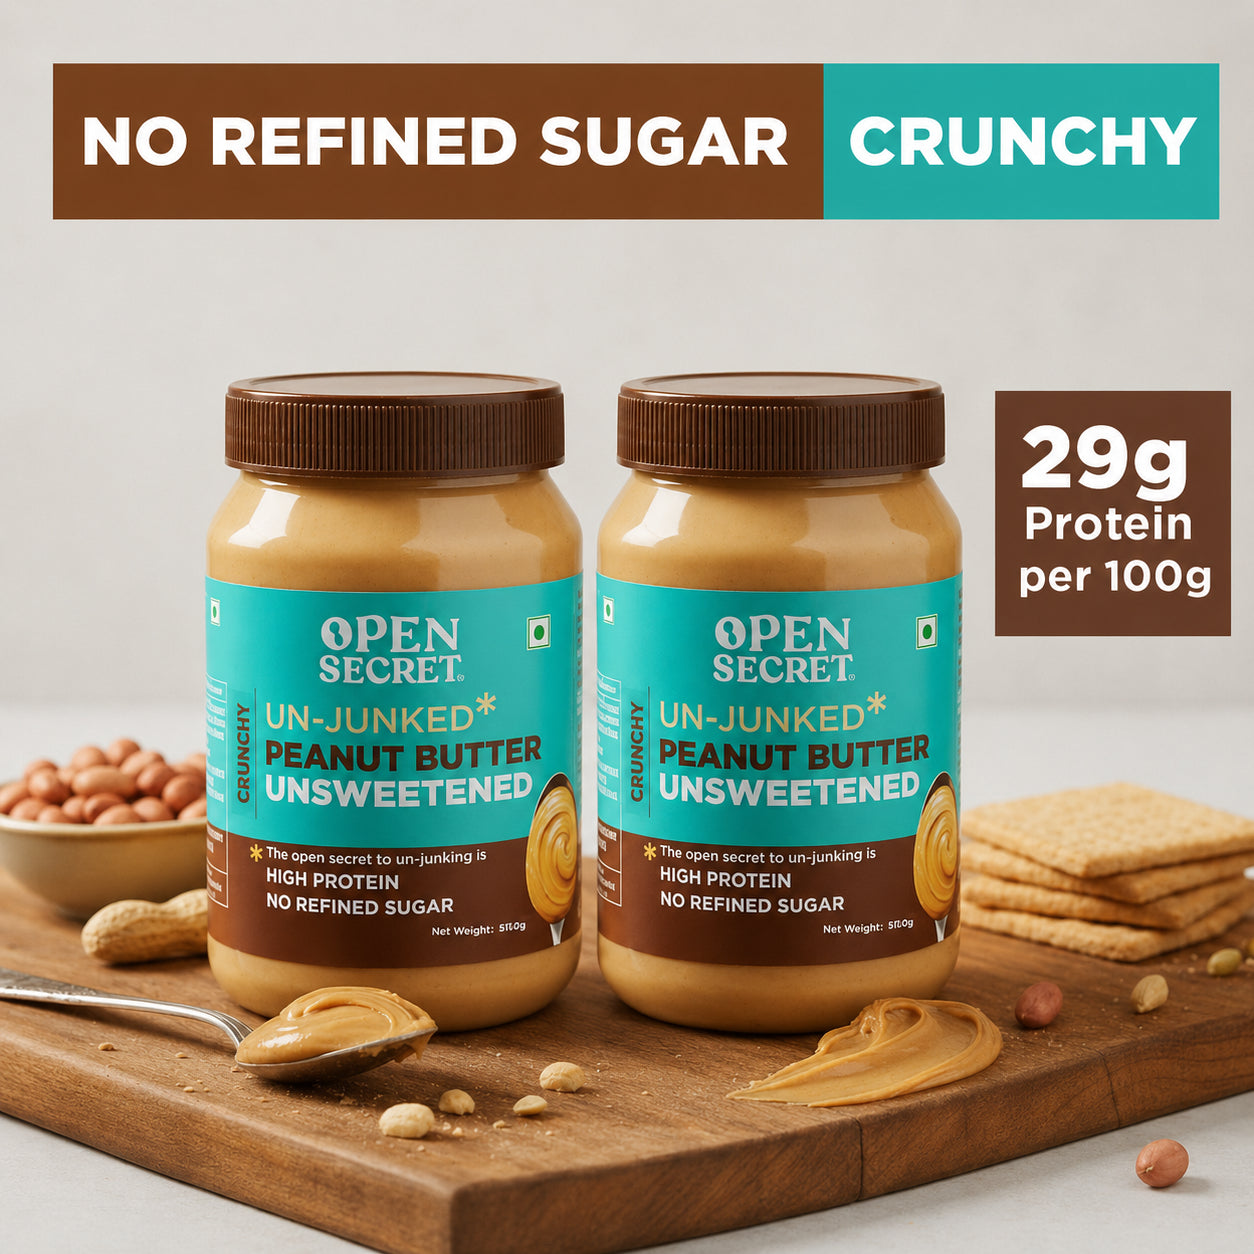 NO REFINED SUGAR CRUNCHY
29g
Protein
per 100g
OPEN
SECRET
CRUNCHY
UN-JUNKED*
PEANUT BUTTER
UNSWEETENED
*The open secret to un-junking is
HIGH PROTEIN
NO REFINED SUGAR
Net Weight:
OPEN
SECRET
CRUNCHY
UN-JUNKED*
PEANUT BUTTER
UNSWEETENED
*The open secret to un-junking is
HIGH PROTEIN
NO REFINED SUGAR
Net Weight: